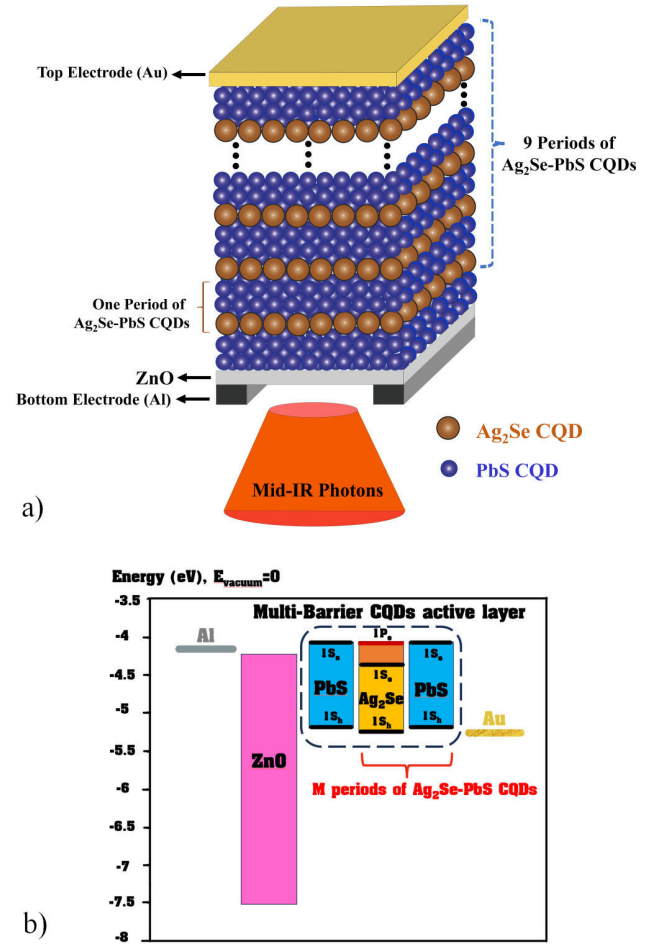 Top Electrode (Au)
9 Periods of
Ag₂Se-PbS CQDs
One Period of
Ag₂Se-PbS CQDs
ZnO
Bottom Electrode (Al)
Ag₂Se CQD
PbS CQD
Mid-IR Photons
a)
Energy (eV), Eᵥₐcᵤᵤₘ=0
-3.5
-4
-4.5
-5
-5.5
-6
-6.5
-7
-7.5
-8
Multi-Barrier CQDs active layer
Al
ZnO
1Sₑ
PbS
1Sₕ
1Pₑ
1Sₑ
Ag₂Se
1Sₕ
1Sₑ
PbS
1Sₕ
Au
M periods of Ag₂Se-PbS CQDs
b)